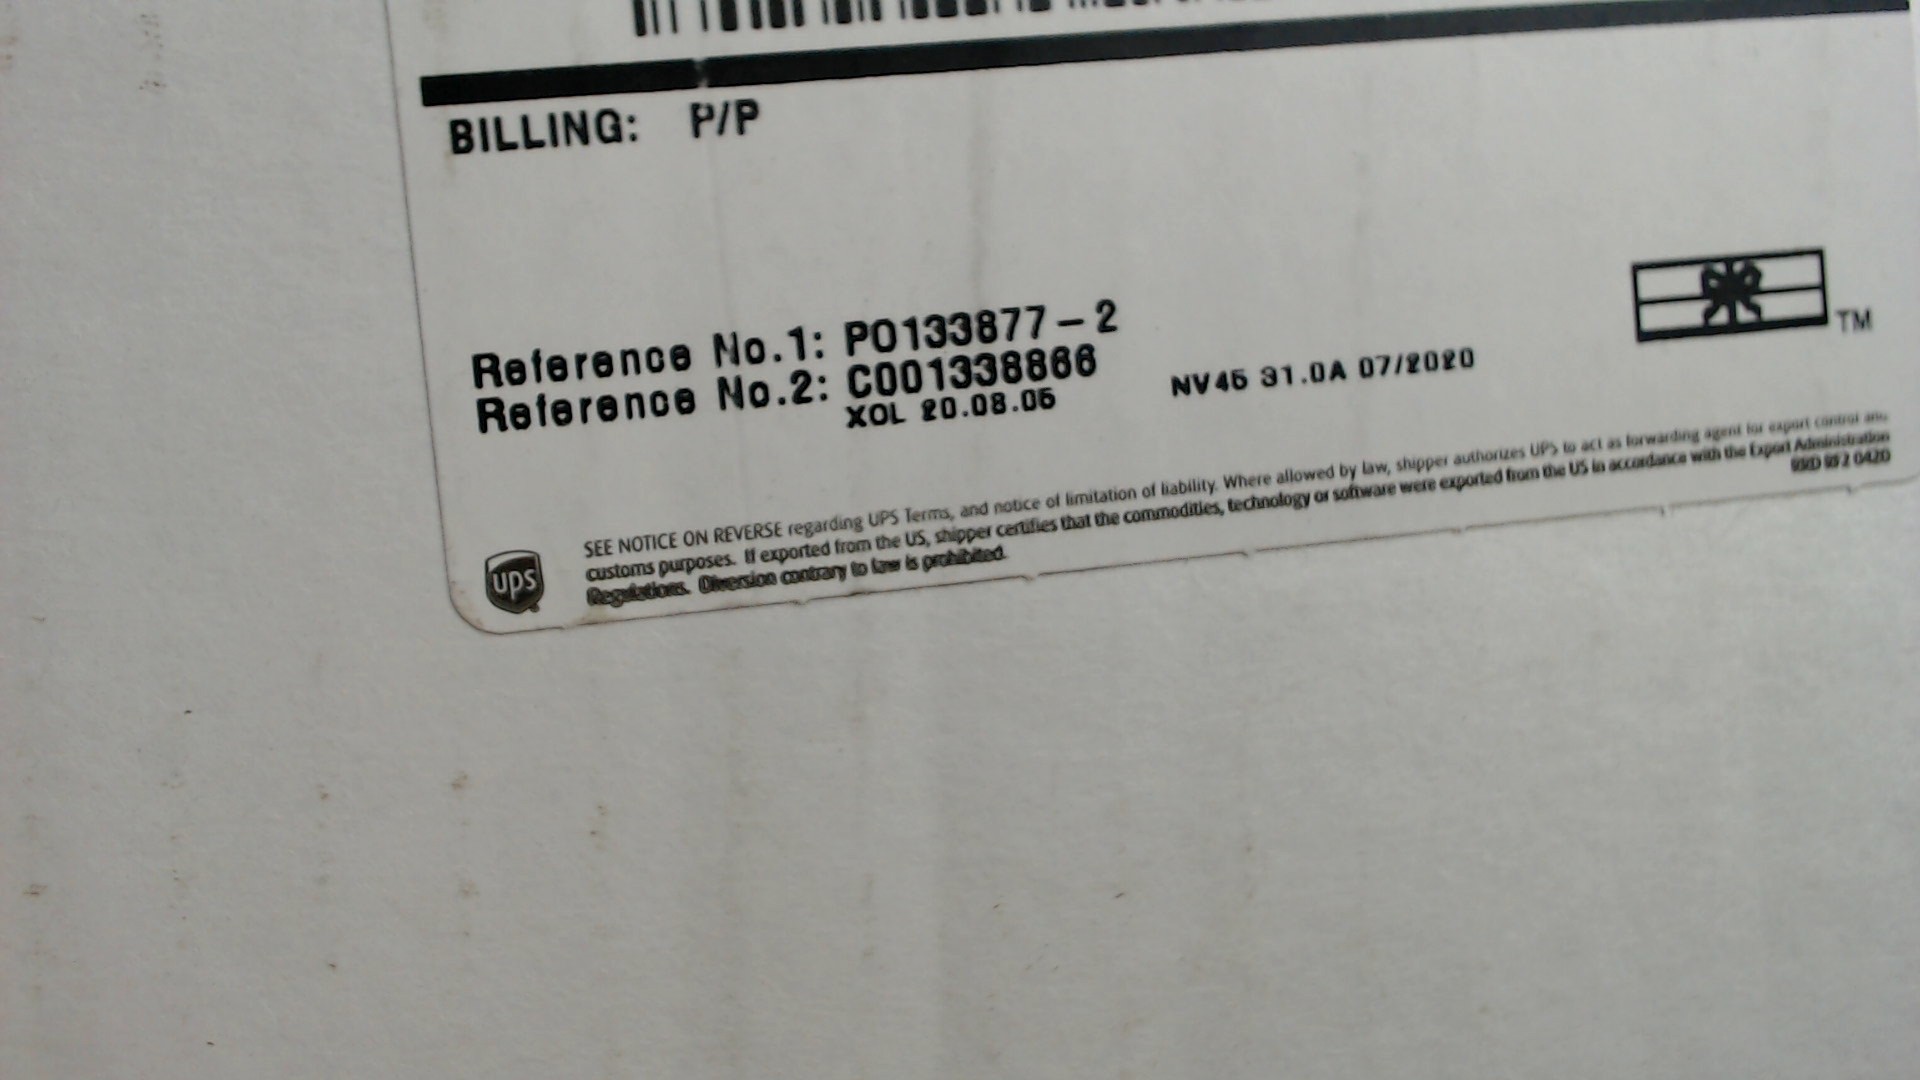 BILLING: P/P
Reference No.1: PO133877-2
Reference No.2: C001338866
XOL 20.08.05
NV45 31.0A 07/2020
TM
SEE NOTICE ON REVERSE regarding UPS Terms, and notice of limitation of liability. Where allowed by law, shipper authorizes UPS to act as forwarding agent for export control and
customs purposes. If exported from the US, shipper certifies that the commodities, technology or software were exported from the US in accordance with the Export Administration
Regulations. Diversion contrary to law is prohibited.
0420
ups